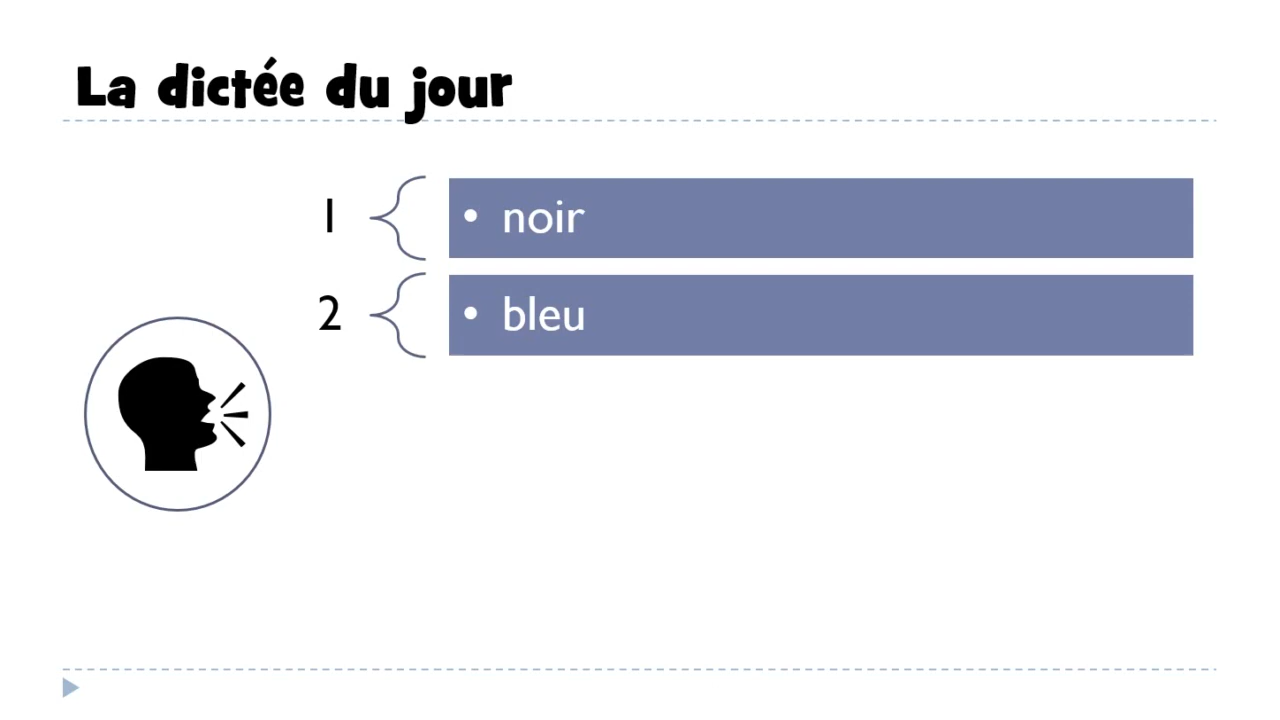 La dictée du jour
1
• noir
2
• bleu